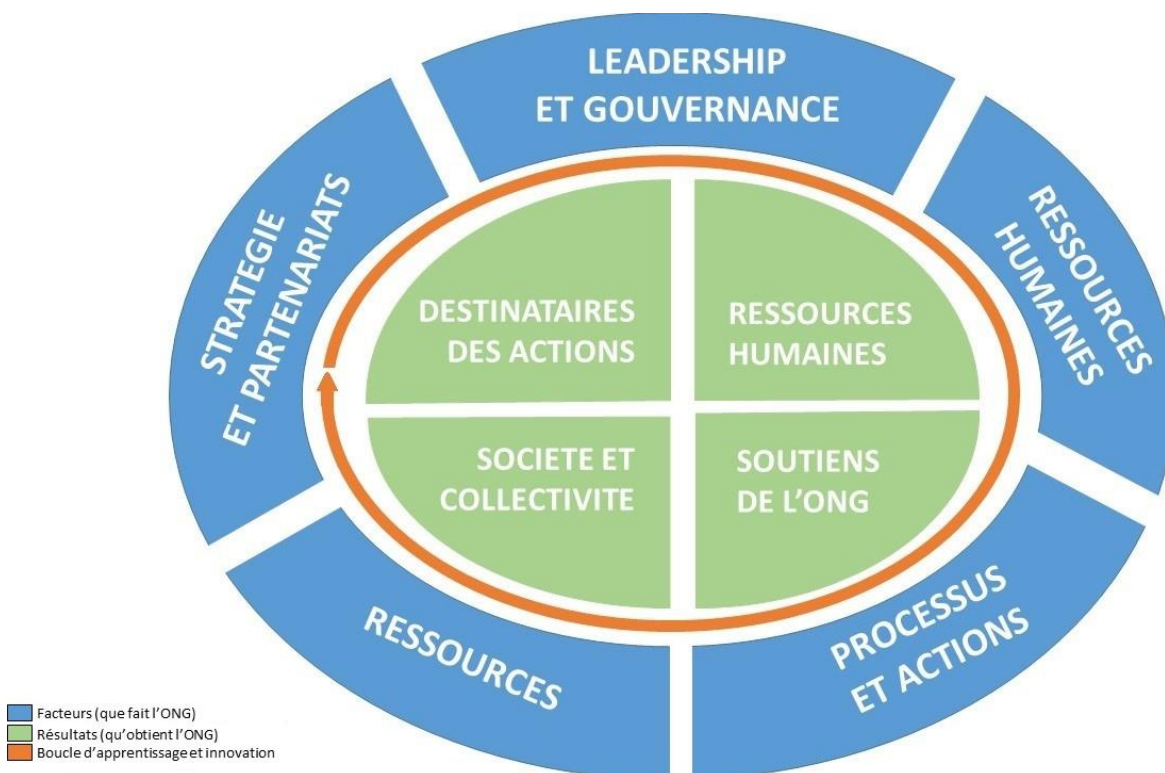 LEADERSHIP
ET GOUVERNANCE
RESSOURCES
HUMAINES
STRATEGIE
ET PARTENARIATS
DESTINATAIRES
DES ACTIONS
RESSOURCES
HUMAINES
SOCIETE ET
COLLECTIVITE
SOUTIENS
DE L'ONG
RESSOURCES
PROCESSUS
ET ACTIONS
Facteurs (que fait l'ONG)
Résultats (qu'obtient l'ONG)
Boucle d'apprentissage et innovation